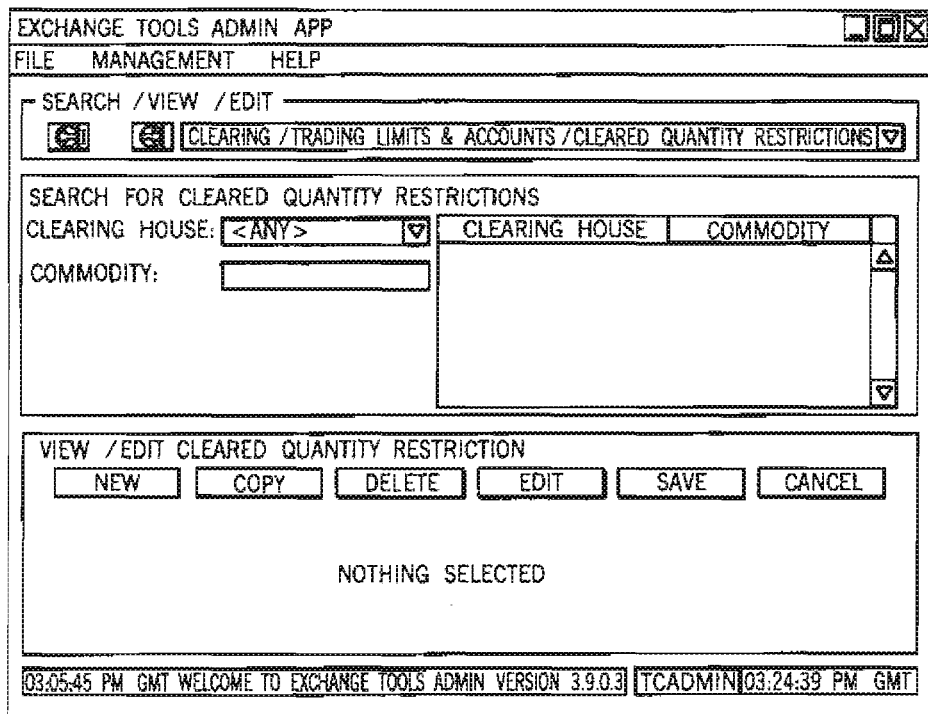 EXCHANGE TOOLS ADMIN APP
FILE MANAGEMENT HELP
SEARCH / VIEW / EDIT
CLEARING / TRADING LIMITS & ACCOUNTS / CLEARED QUANTITY RESTRICTIONS
SEARCH FOR CLEARED QUANTITY RESTRICTIONS
CLEARING HOUSE: <ANY>
COMMODITY:
CLEARING HOUSE COMMODITY
VIEW / EDIT CLEARED QUANTITY RESTRICTION
NEW COPY DELETE EDIT SAVE CANCEL
NOTHING SELECTED
03:05:45 PM GMT WELCOME TO EXCHANGE TOOLS ADMIN VERSION 3.9.0.3 TCADMIN 03:24:39 PM GMT